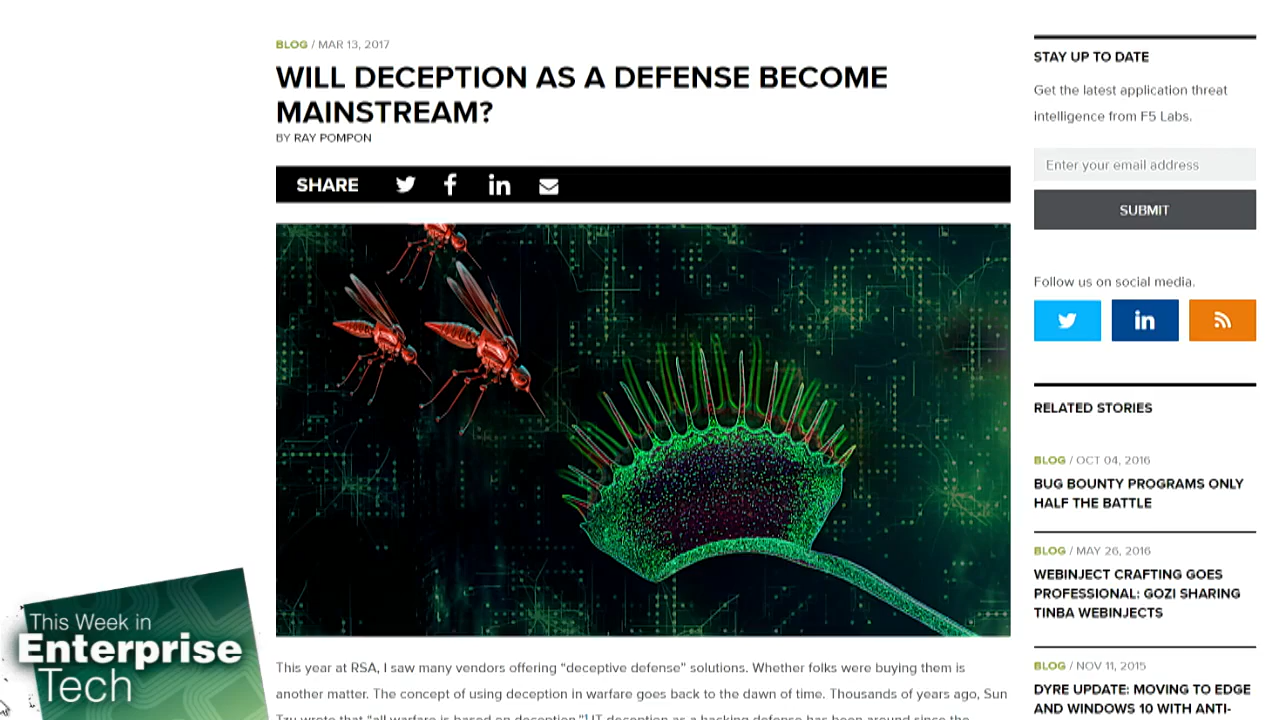 BLOG / MAR 13, 2017
WILL DECEPTION AS A DEFENSE BECOME
MAINSTREAM?
BY RAY POMPON
SHARE
This year at RSA, I saw many vendors offering “deceptive defense” solutions. Whether folks were buying them is
another matter. The concept of using deception in warfare goes back to the dawn of time. Thousands of years ago, Sun
Tzu wrote that “all warfare is based on deception.”¹ IT deception as a hacking defense has been around since the
STAY UP TO DATE
Get the latest application threat
intelligence from F5 Labs.
Enter your email address
SUBMIT
Follow us on social media.
RELATED STORIES
BLOG / OCT 04, 2016
BUG BOUNTY PROGRAMS ONLY
HALF THE BATTLE
BLOG / MAY 26, 2016
WEBINJECT CRAFTING GOES
PROFESSIONAL: GOZI SHARING
TINBA WEBINJECTS
BLOG / NOV 11, 2015
DYRE UPDATE: MOVING TO EDGE
AND WINDOWS 10 WITH ANTI-
This Week in
Enterprise
Tech